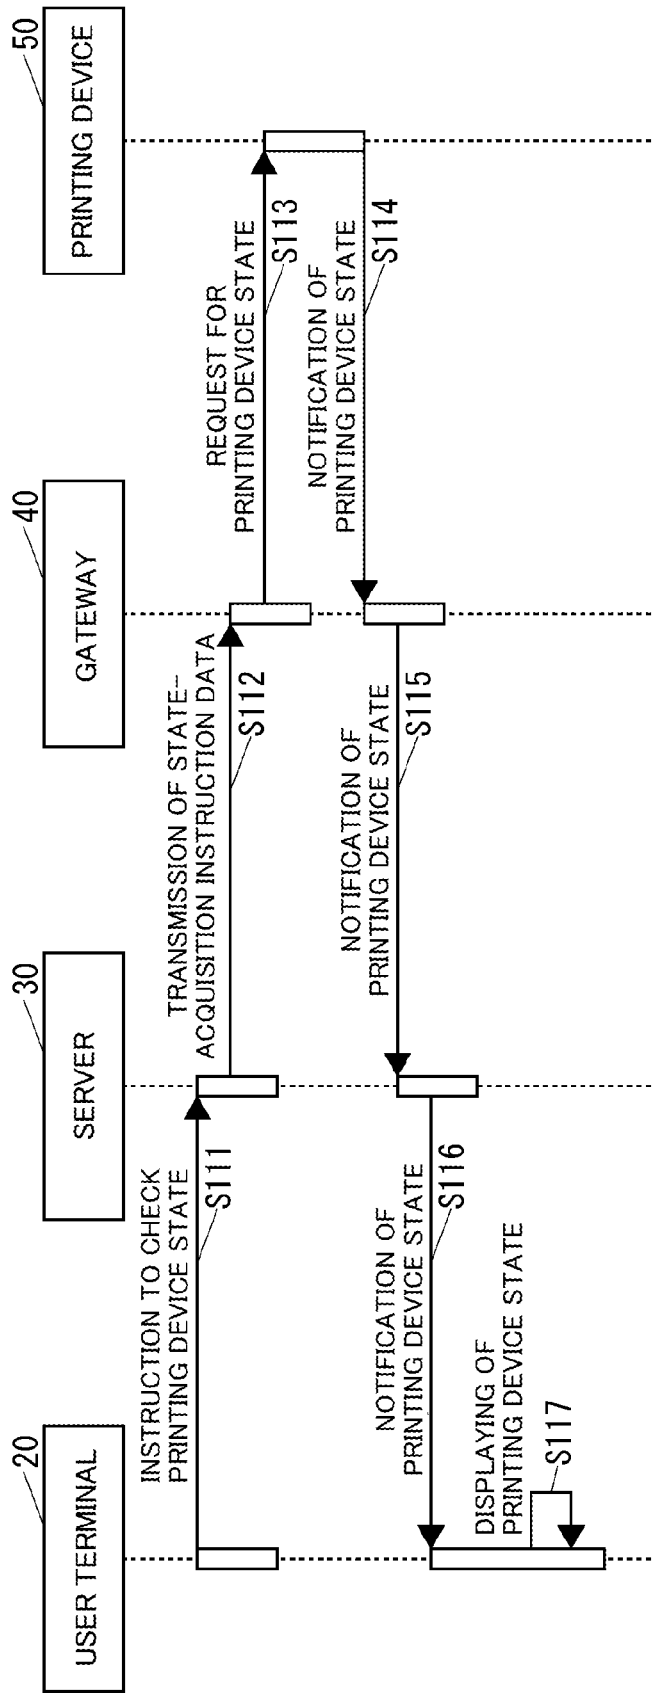 20
30
40
50
USER TERMINAL
SERVER
GATEWAY
PRINTING DEVICE
INSTRUCTION TO CHECK
PRINTING DEVICE STATE
S111
TRANSMISSION OF STATE-
ACQUISITION INSTRUCTION DATA
S112
REQUEST FOR
PRINTING DEVICE STATE
S113
NOTIFICATION OF
PRINTING DEVICE STATE
S114
NOTIFICATION OF
PRINTING DEVICE STATE
S115
NOTIFICATION OF
PRINTING DEVICE STATE
S116
DISPLAYING OF
PRINTING DEVICE STATE
S117